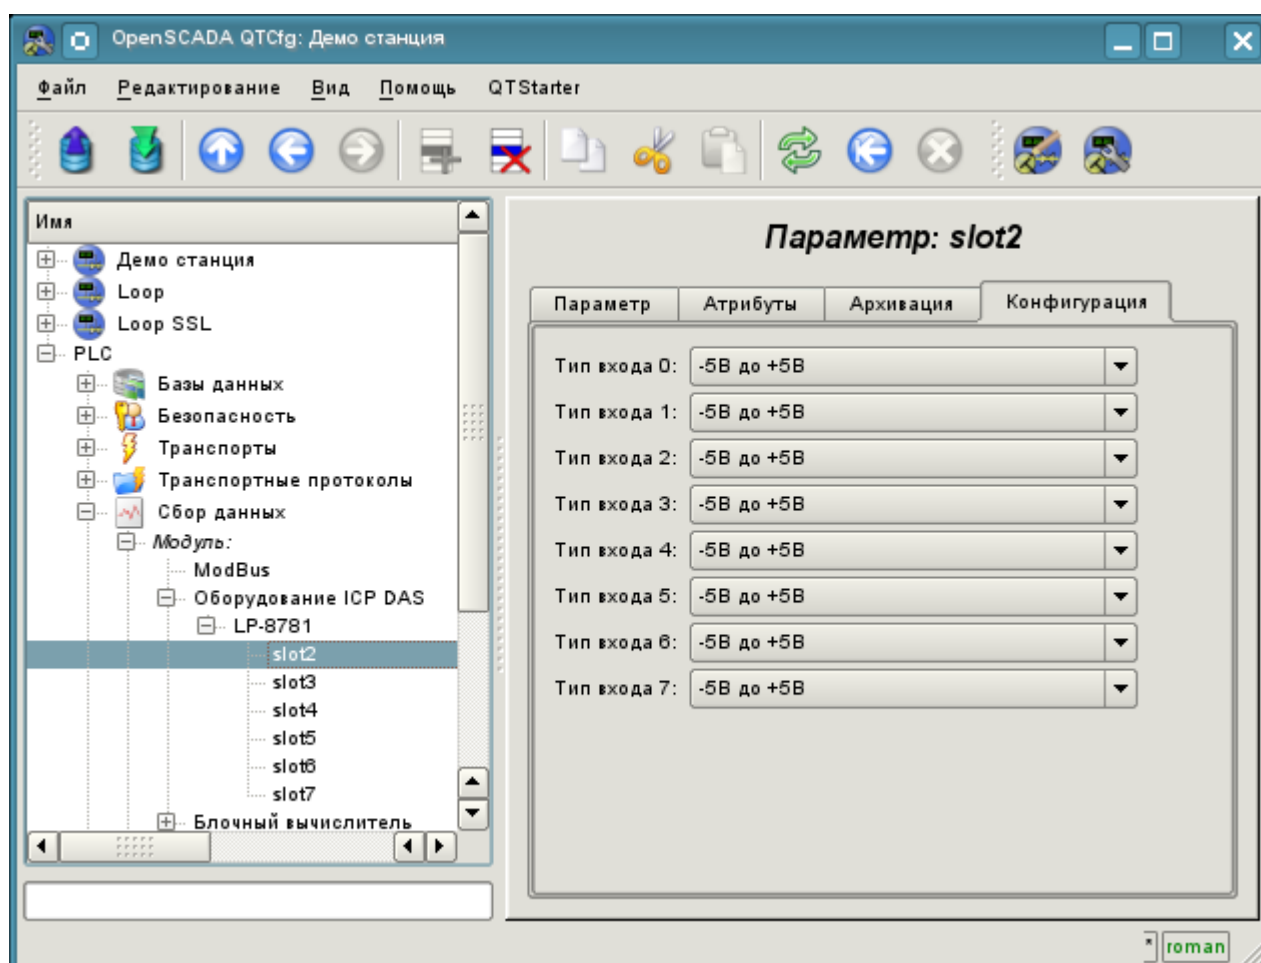 OpenSCADA QTCfg: Демо станция
Файл Редактирование Вид Помощь QTStarter
Имя
Демо станция
Loop
Loop SSL
PLC
Базы данных
Безопасность
Транспорты
Транспортные протоколы
Сбор данных
Модуль:
ModBus
Оборудование ICP DAS
LP-8781
slot2
slot3
slot4
slot5
slot6
slot7
Блочный вычислитель
Параметр: slot2
Параметр Атрибуты Архивация Конфигурация
Тип входа 0: -5В до +5В
Тип входа 1: -5В до +5В
Тип входа 2: -5В до +5В
Тип входа 3: -5В до +5В
Тип входа 4: -5В до +5В
Тип входа 5: -5В до +5В
Тип входа 6: -5В до +5В
Тип входа 7: -5В до +5В
* roman